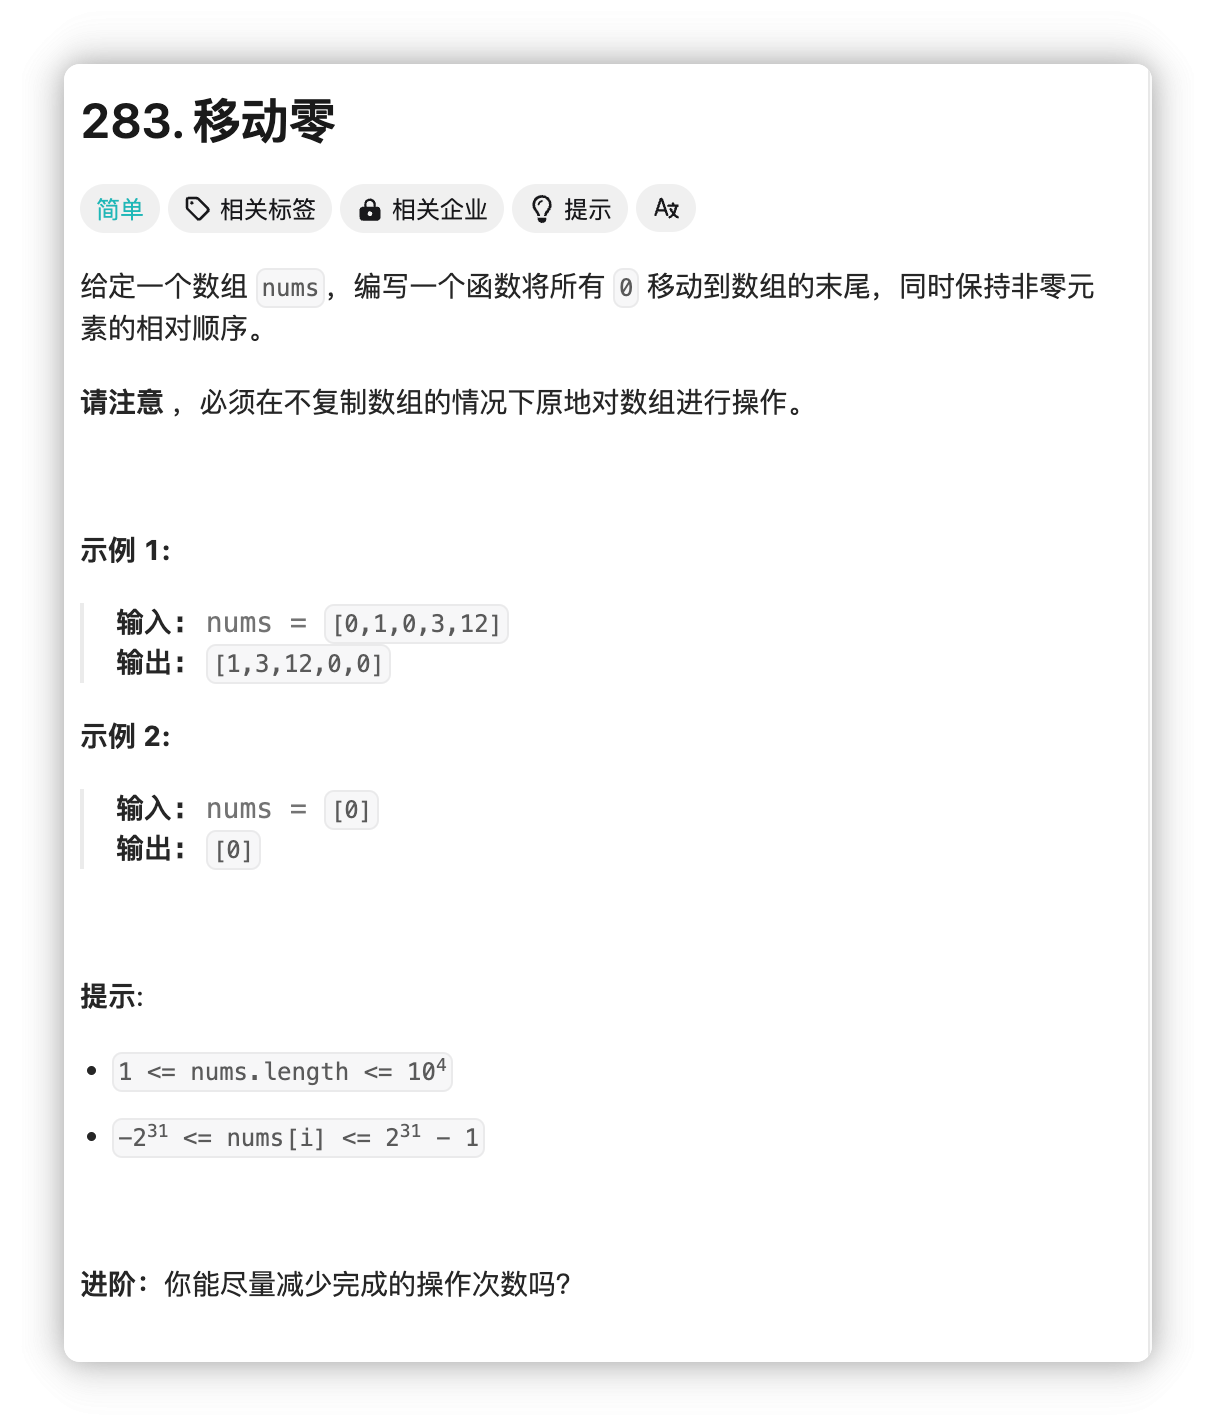 283. 移动零
简单 相关标签 相关企业 提示 A文
给定一个数组 nums，编写一个函数将所有 0 移动到数组的末尾，同时保持非零元
素的相对顺序。
请注意 ，必须在不复制数组的情况下原地对数组进行操作。
示例 1:
输入: nums = [0,1,0,3,12]
输出: [1,3,12,0,0]
示例 2:
输入: nums = [0]
输出: [0]
提示:
• 1 <= nums.length <= 10⁴
• -2³¹ <= nums[i] <= 2³¹ - 1
进阶：你能尽量减少完成的操作次数吗？